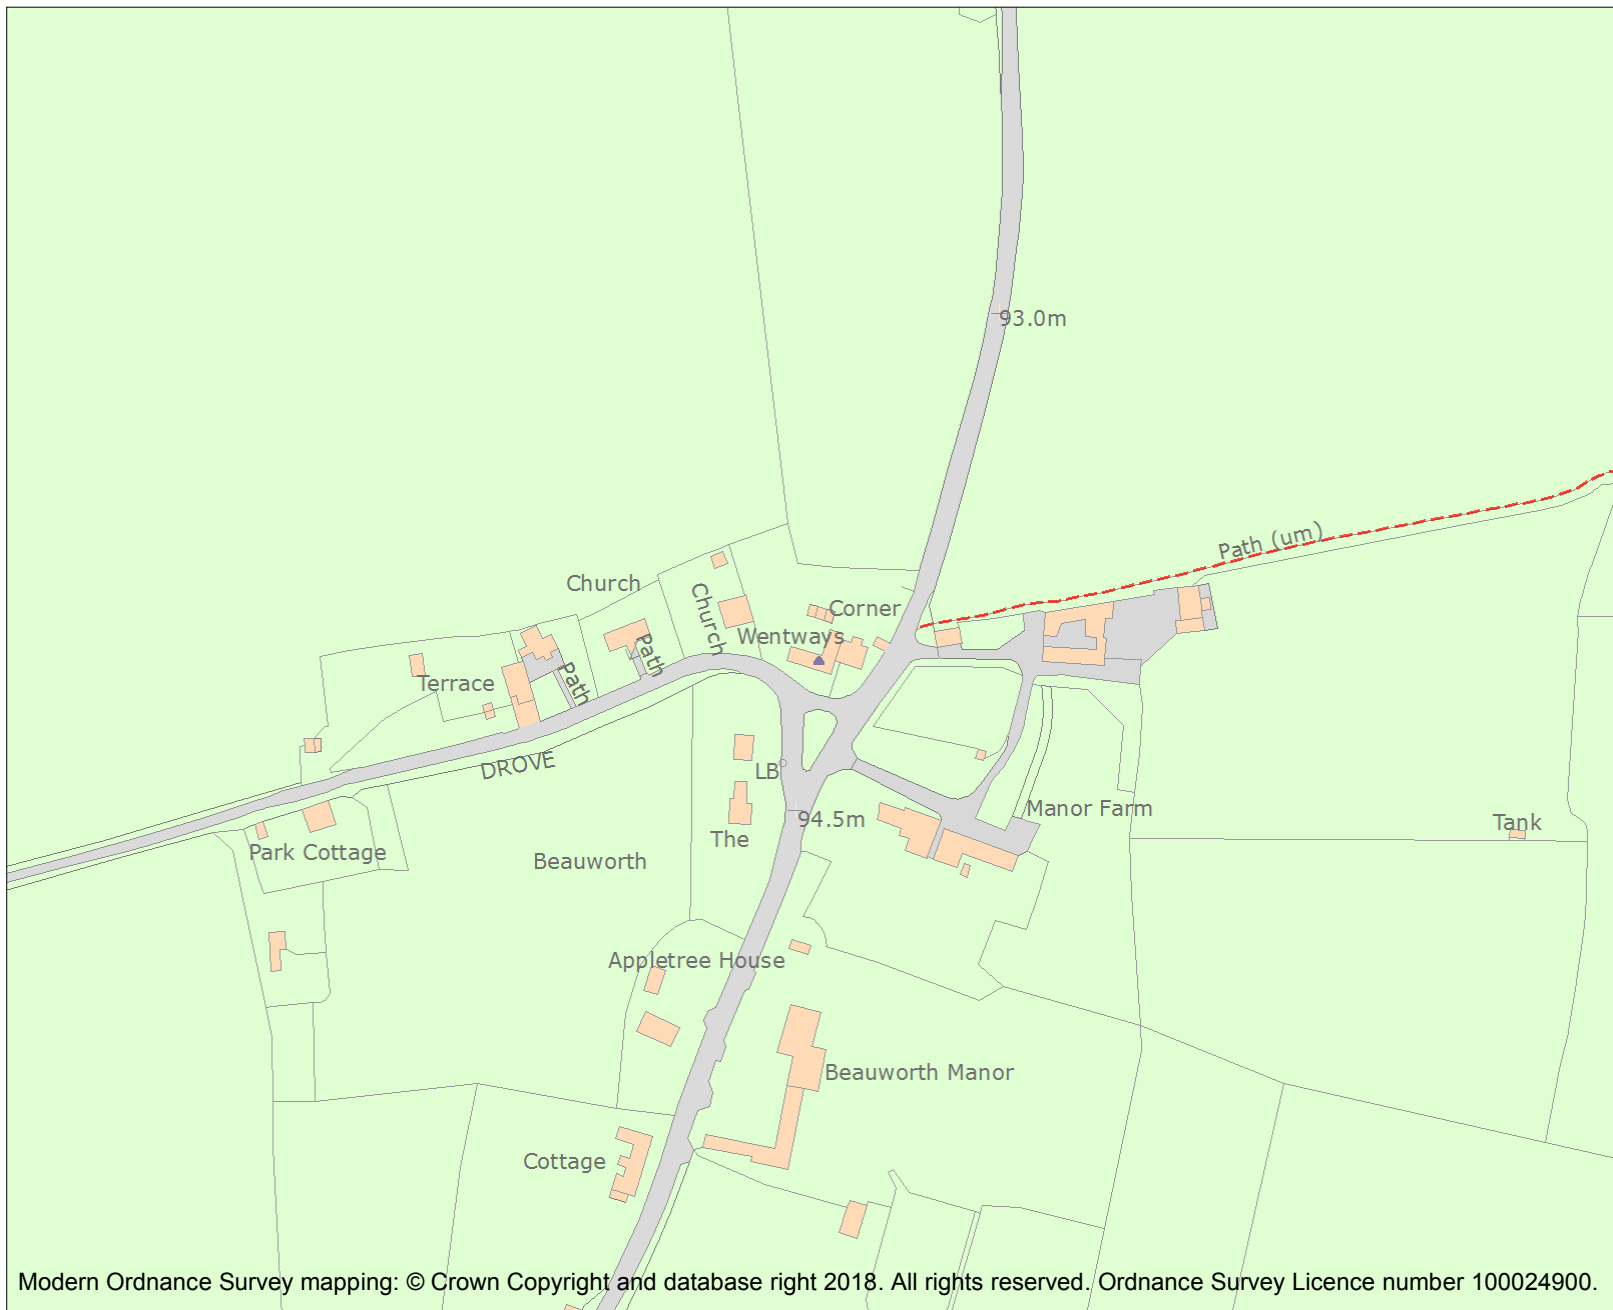 93.0m
Path (um)
Church
Church
Corner
Wentways
Path
Path
Terrace
DROVE
LB
Manor Farm
94.5m
Tank
The
Park Cottage
Beauworth
Appletree House
Beauworth Manor
Cottage
Modern Ordnance Survey mapping: © Crown Copyright and database right 2018. All rights reserved. Ordnance Survey Licence number 100024900.